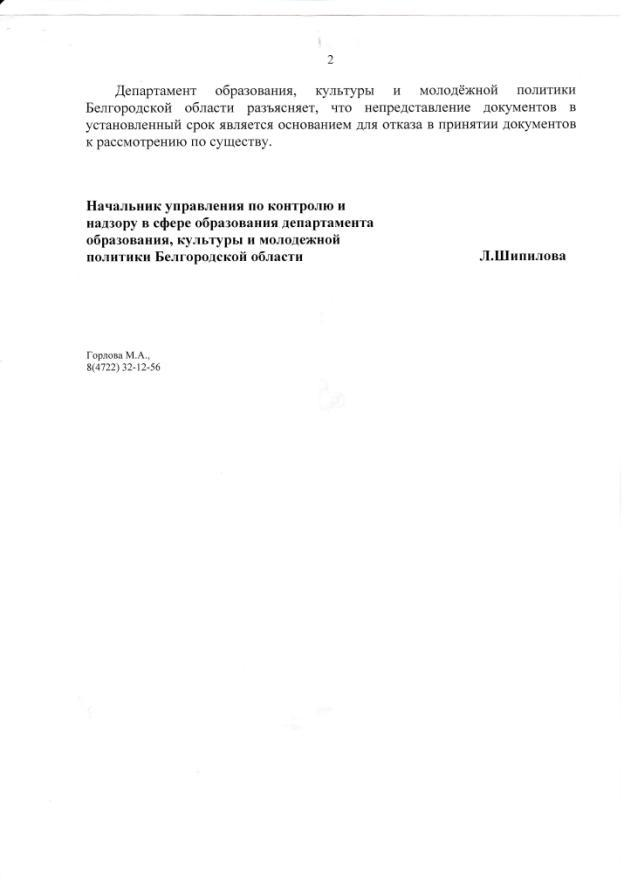 2
Департамент образования, культуры и молодёжной политики
Белгородской области разъясняет, что непредставление документов в
установленный срок является основанием для отказа в принятии документов
к рассмотрению по существу.
Начальник управления по контролю и
надзору в сфере образования департамента
образования, культуры и молодежной
политики Белгородской области Л.Шипилова
Горлова М.А.,
8(4722) 32-12-56